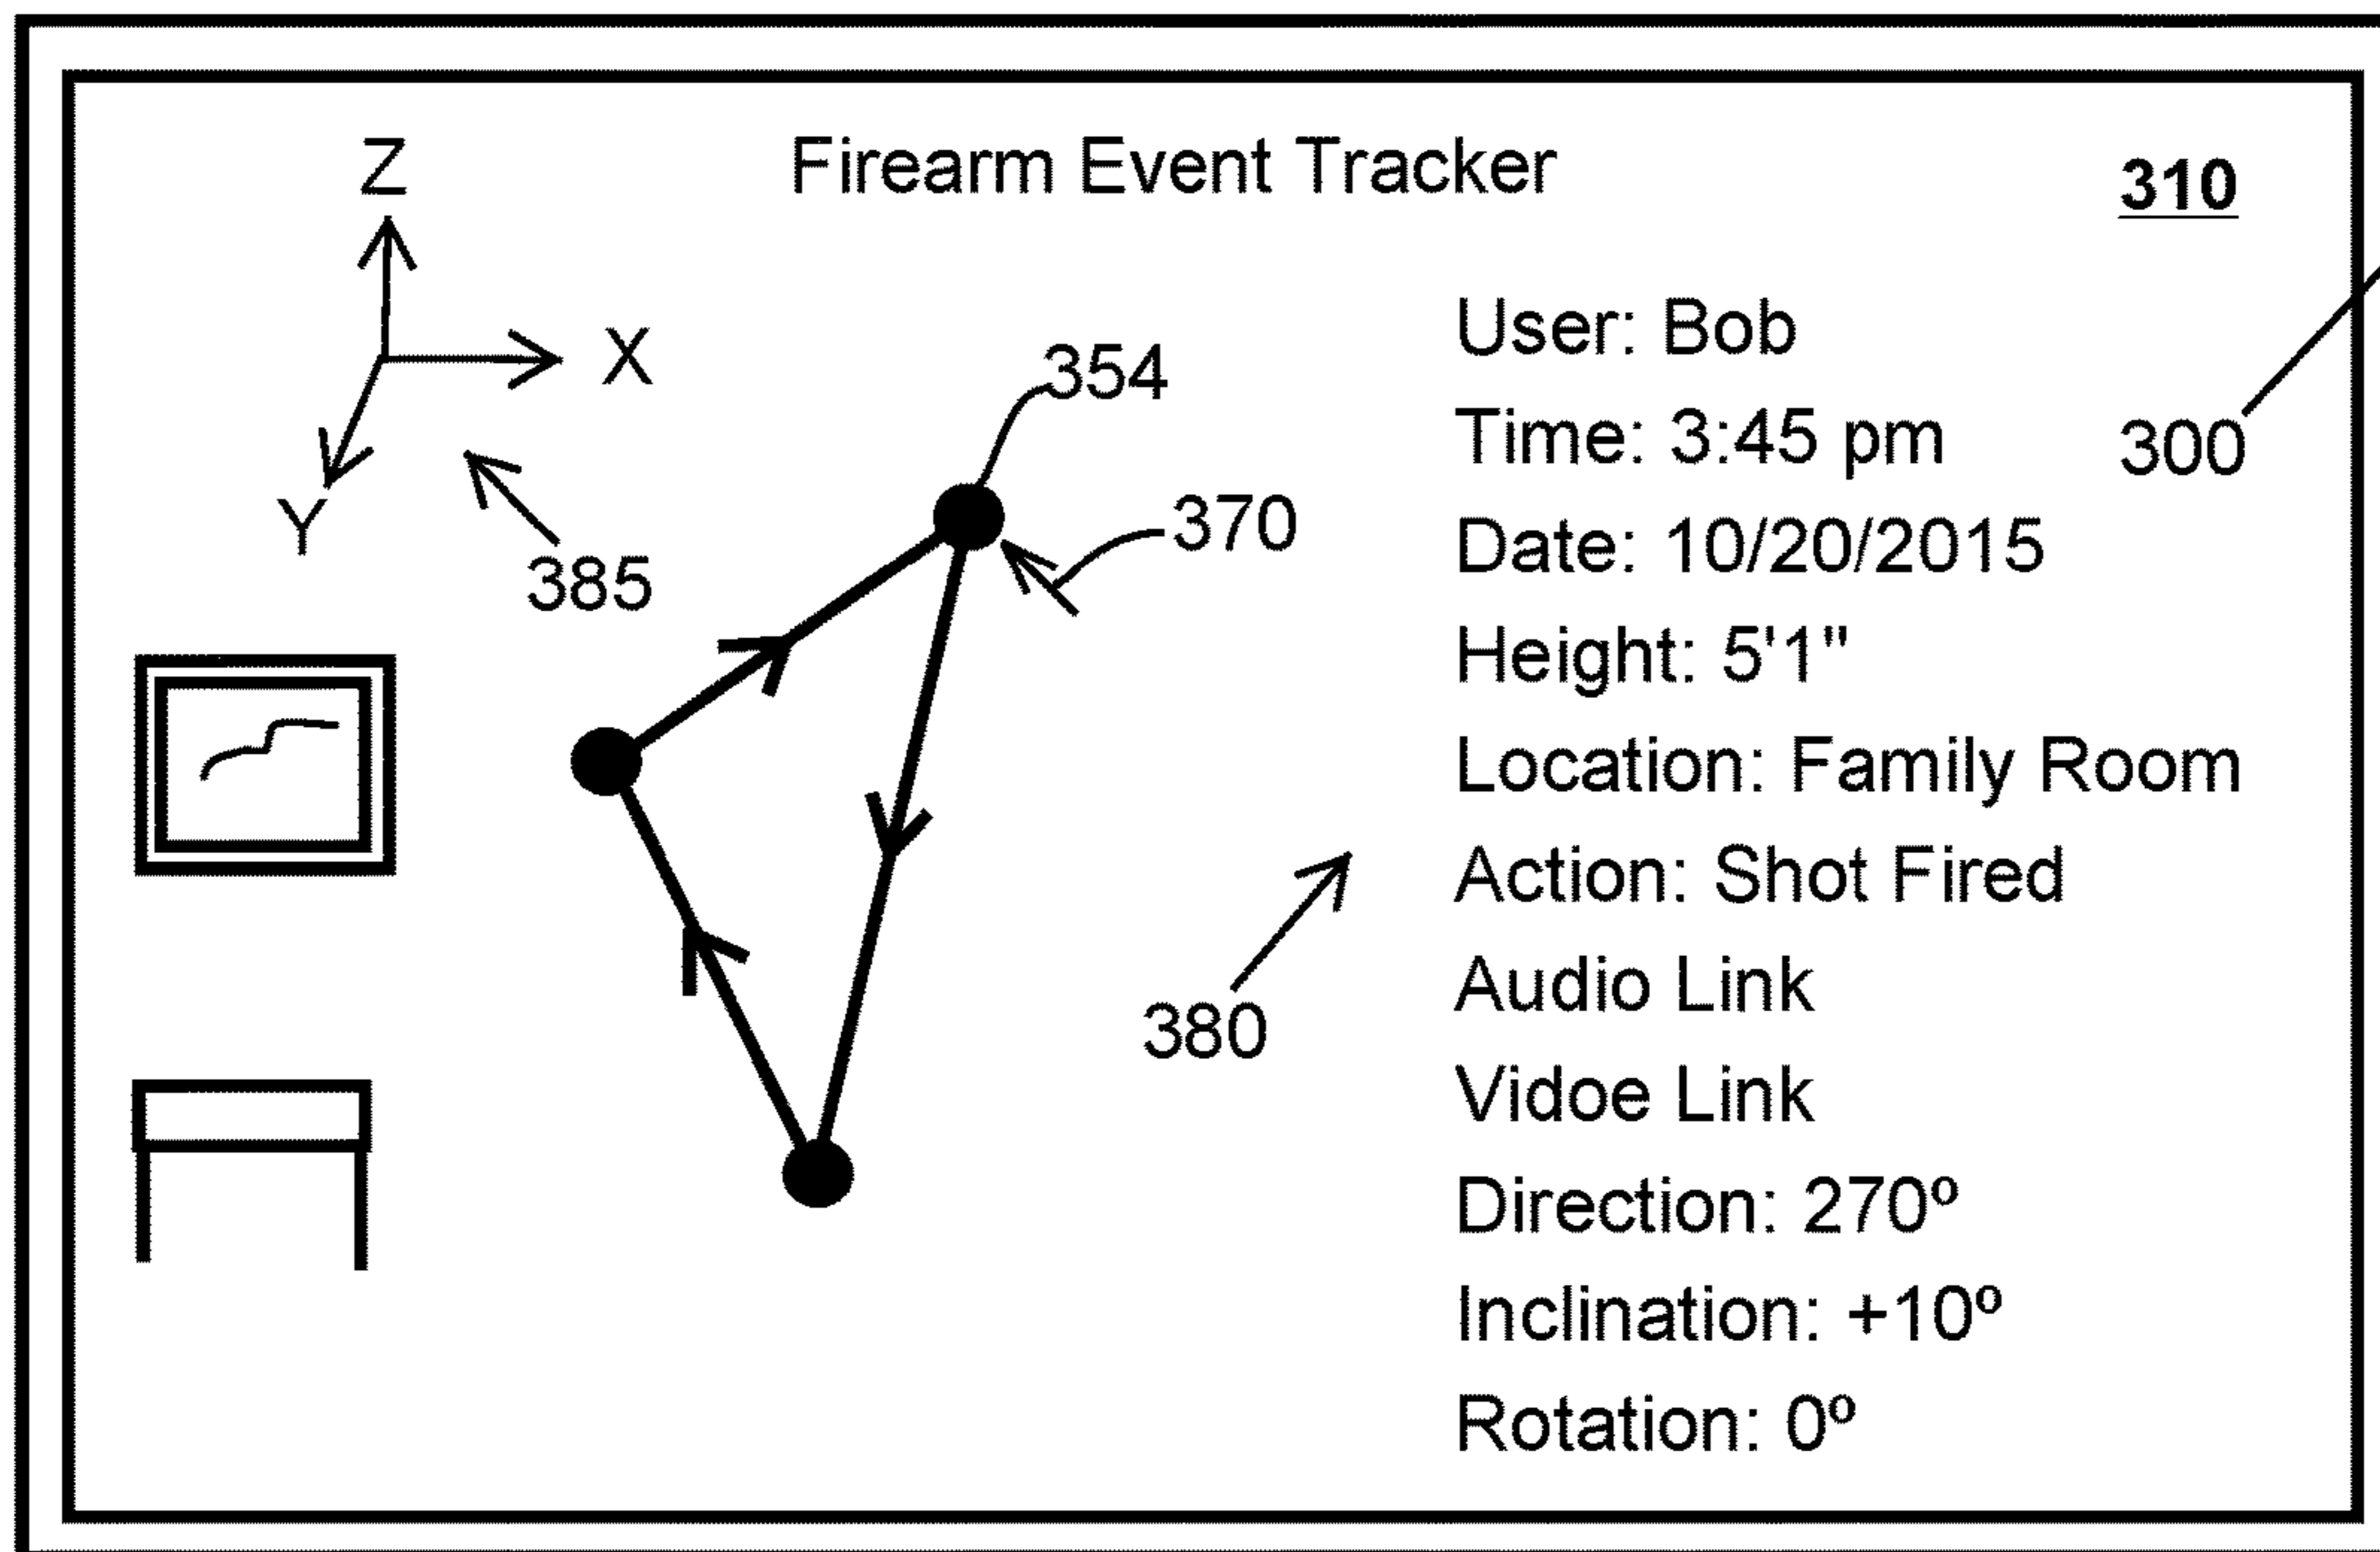 Firearm Event Tracker
310
Z
X
Y
385
354
370
300
380
User: Bob
Time: 3:45 pm
Date: 10/20/2015
Height: 5'1"
Location: Family Room
Action: Shot Fired
Audio Link
Vidoe Link
Direction: 270º
Inclination: +10º
Rotation: 0º